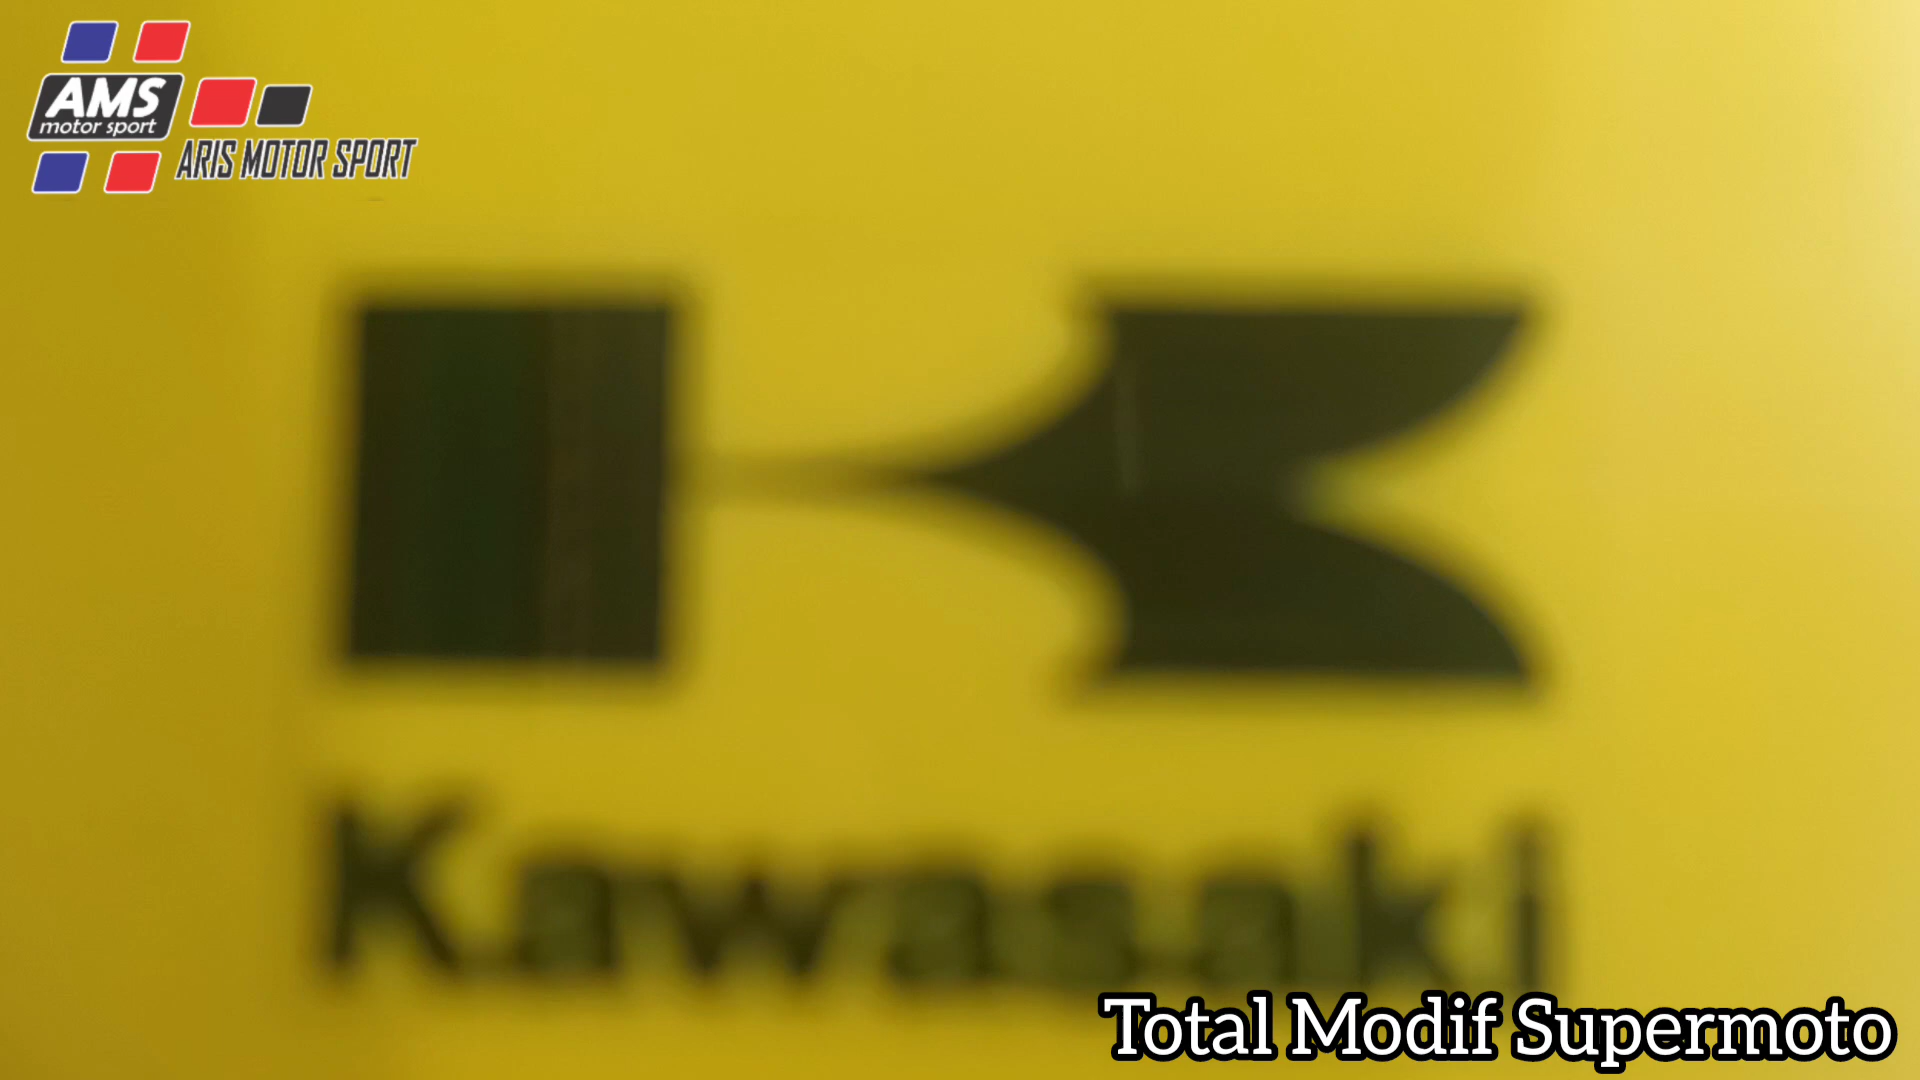 AMS
motor sport
ARIS MOTOR SPORT
Kawasaki
Total Modif Supermoto